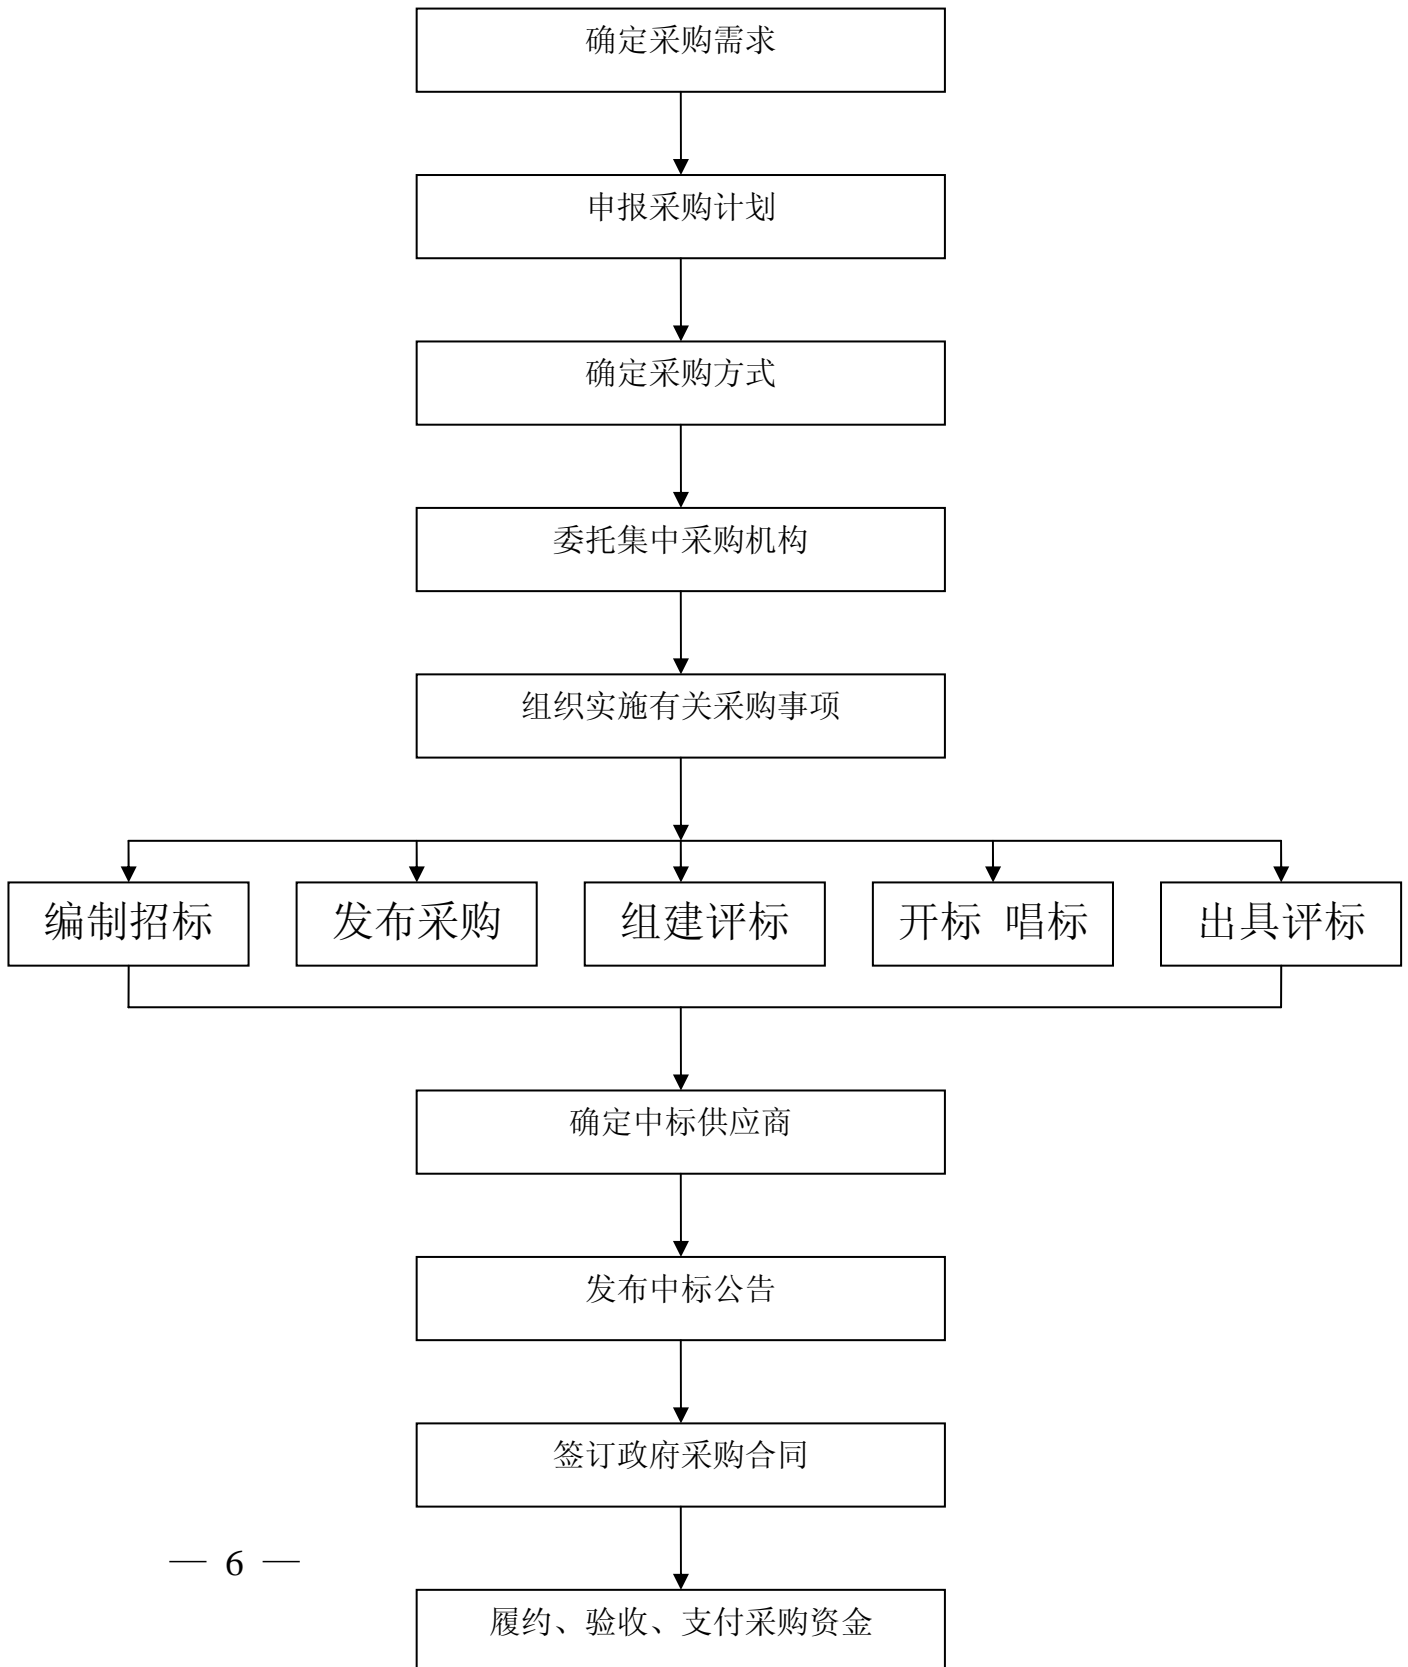 确定采购需求
申报采购计划
确定采购方式
委托集中采购机构
组织实施有关采购事项
编制招标
发布采购
组建评标
开标 唱标
出具评标
确定中标供应商
发布中标公告
签订政府采购合同
— 6 —
履约、验收、支付采购资金